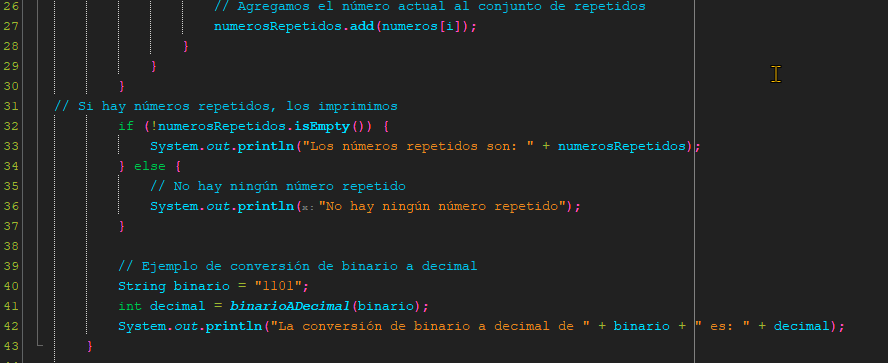 26 // Agregamos el número actual al conjunto de repetidos
27 numerosRepetidos.add(numeros[i]);
28 }
29 }
30 }
31 // Si hay números repetidos, los imprimimos
32 if (!numerosRepetidos.isEmpty()) {
33 System.out.println("Los números repetidos son: " + numerosRepetidos);
34 } else {
35 // No hay ningún número repetido
36 System.out.println(x: "No hay ningún número repetido");
37 }
38
39 // Ejemplo de conversión de binario a decimal
40 String binario = "1101";
41 int decimal = binarioADecimal(binario);
42 System.out.println("La conversión de binario a decimal de " + binario + " es: " + decimal);
43 }